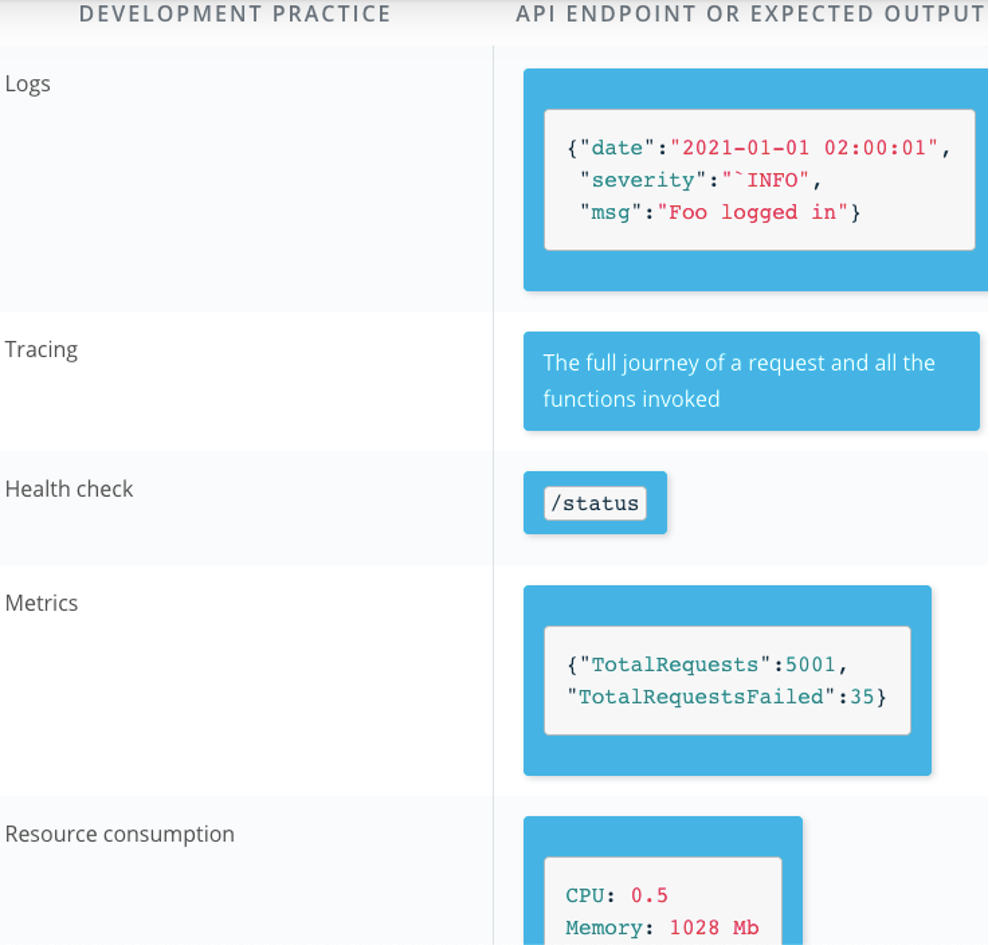 DEVELOPMENT PRACTICE
API ENDPOINT OR EXPECTED OUTPUT
Logs
{"date":"2021-01-01 02:00:01",
"severity":"`INFO",
"msg":"Foo logged in"}
Tracing
The full journey of a request and all the
functions invoked
Health check
/status
Metrics
{"TotalRequests":5001,
"TotalRequestsFailed":35}
Resource consumption
CPU: 0.5
Memory: 1028 Mb